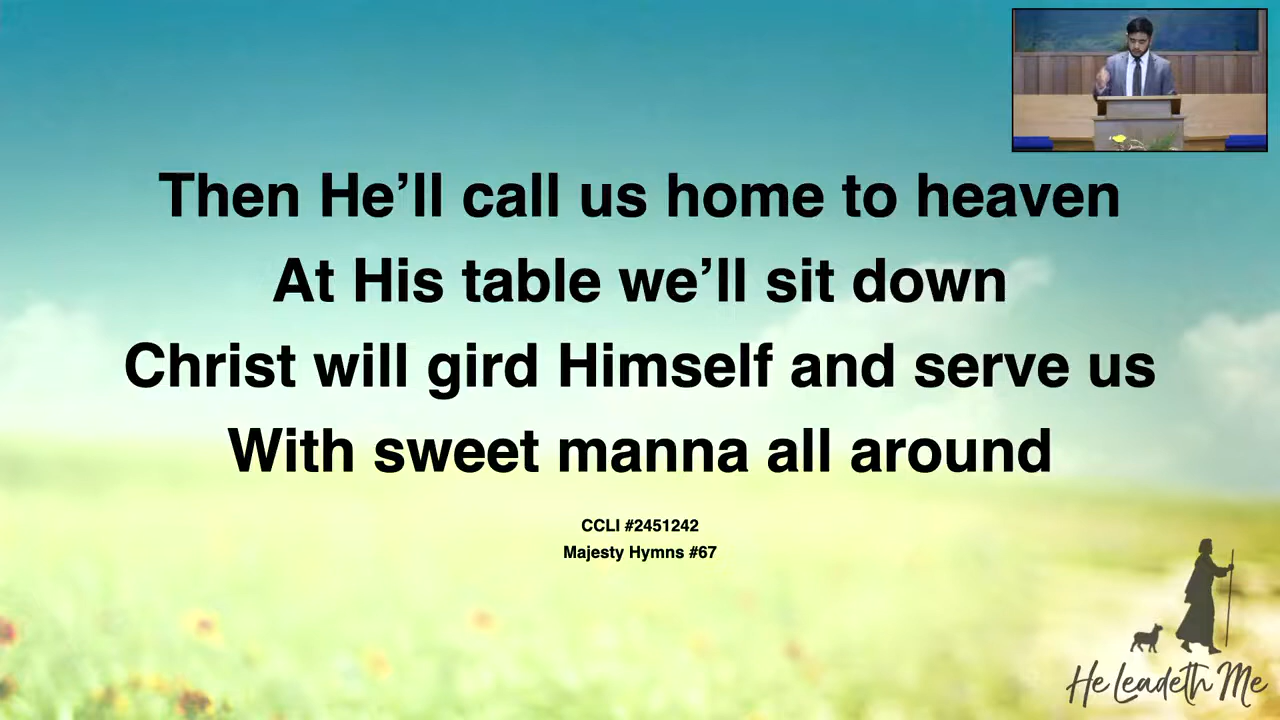 Then He’ll call us home to heaven
At His table we’ll sit down
Christ will gird Himself and serve us
With sweet manna all around
CCLI #2451242
Majesty Hymns #67
He Leadeth Me